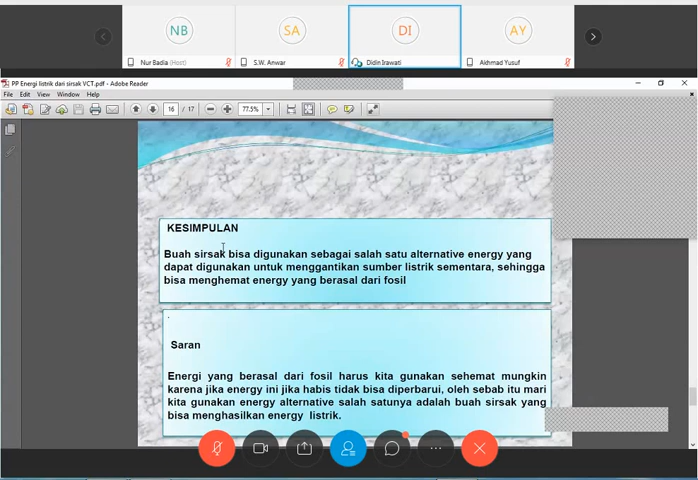 NB
SA
DI
AY
Nur Badia (Host)
S.W. Anwar
Didin Irawati
Akhmad Yusuf
PP Energi listrik dari sirsak VCT.pdf - Adobe Reader
File Edit View Window Help
16 / 17
77.5%
KESIMPULAN
Buah sirsak bisa digunakan sebagai salah satu alternative energy yang
dapat digunakan untuk menggantikan sumber listrik sementara, sehingga
bisa menghemat energy yang berasal dari fosil
.
Saran
Energi yang berasal dari fosil harus kita gunakan sehemat mungkin
karena jika energy ini jika habis tidak bisa diperbarui, oleh sebab itu mari
kita gunakan energy alternative salah satunya adalah buah sirsak yang
bisa menghasilkan energy listrik.